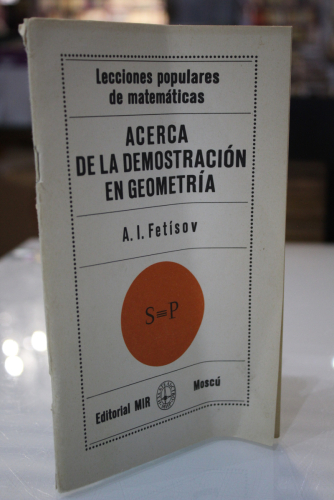 Lecciones populares
de matemáticas
ACERCA
DE LA DEMOSTRACIÓN
EN GEOMETRÍA
A. I. Fetísov
S≡P
Editorial MIR Moscú